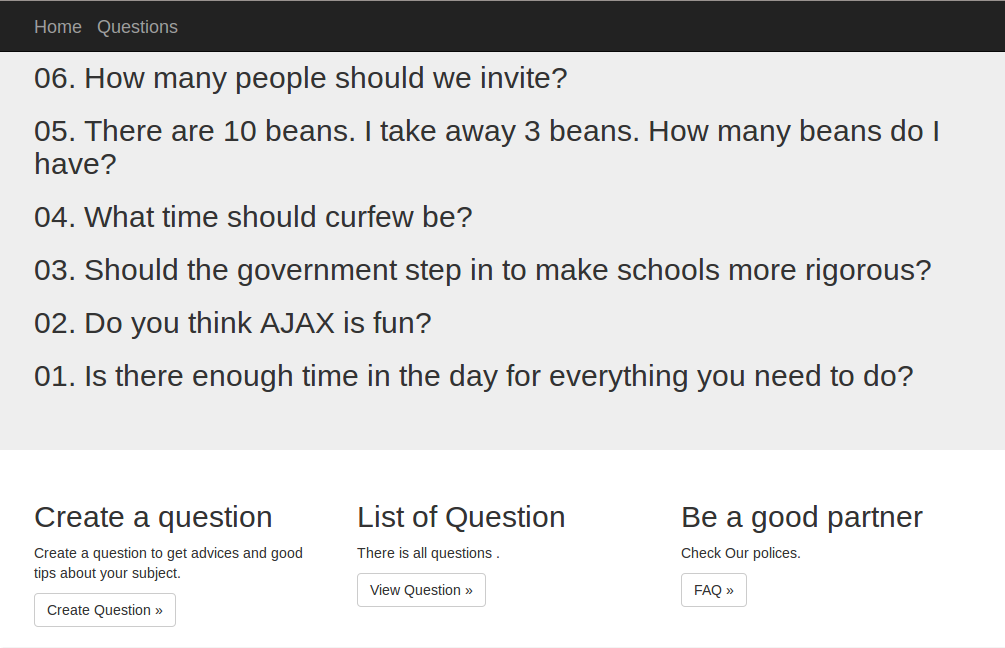 Home Questions
06. How many people should we invite?
05. There are 10 beans. I take away 3 beans. How many beans do I
have?
04. What time should curfew be?
03. Should the government step in to make schools more rigorous?
02. Do you think AJAX is fun?
01. Is there enough time in the day for everything you need to do?
Create a question
Create a question to get advices and good
tips about your subject.
Create Question »
List of Question
There is all questions .
View Question »
Be a good partner
Check Our polices.
FAQ »